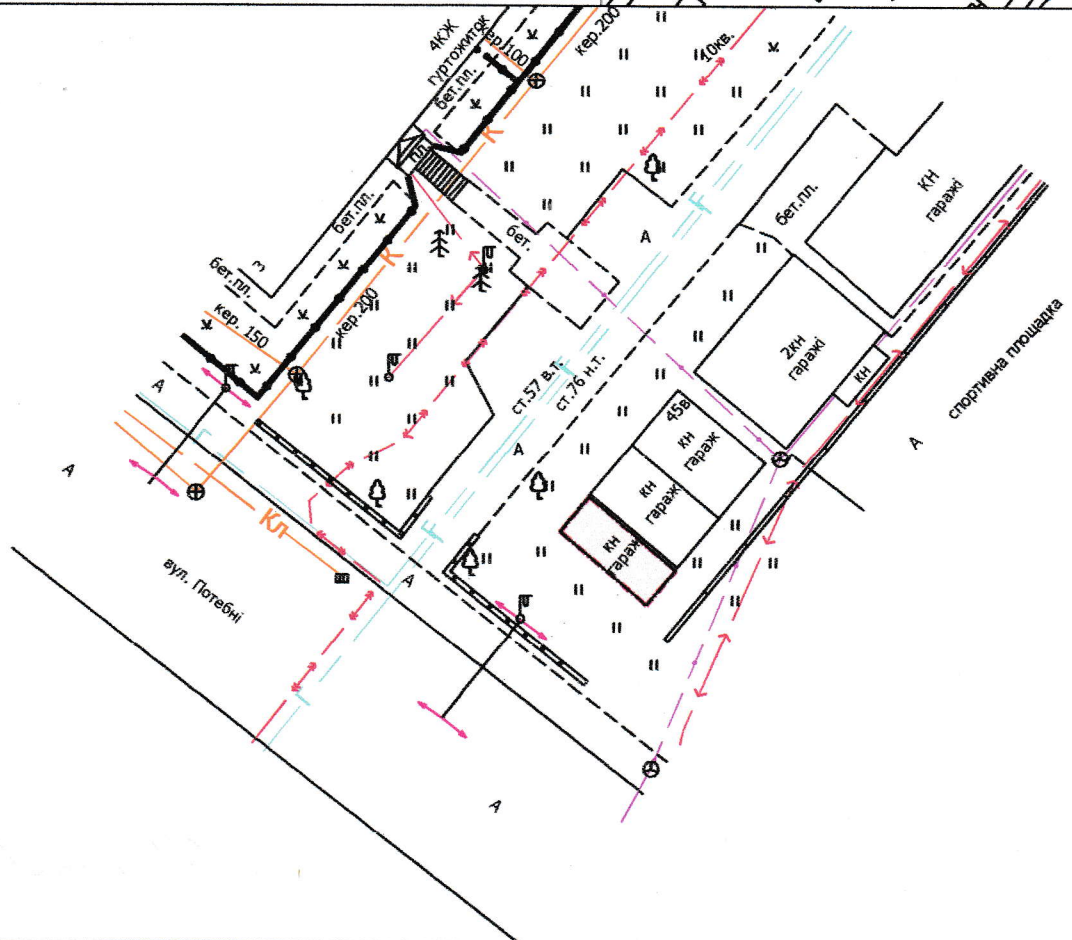 4КЖ
гуртожиток
кер.100
кер.200
бет.пл.
10кв.
К
пл
бет.пл.
КН
гаражі
бет.пл.
бет.
А
Г
К
бет.пл.
3
кер. 150
кер.200
2кн
гаражі
кн
спортивна площадка
А
ст.57 в.т.
ст.76 н.т.
Г
45в
кн
гараж
кн
гараж
кн
гараж
А
А
Г
А
Г
Кл
А
вул. Потебні
Г
А